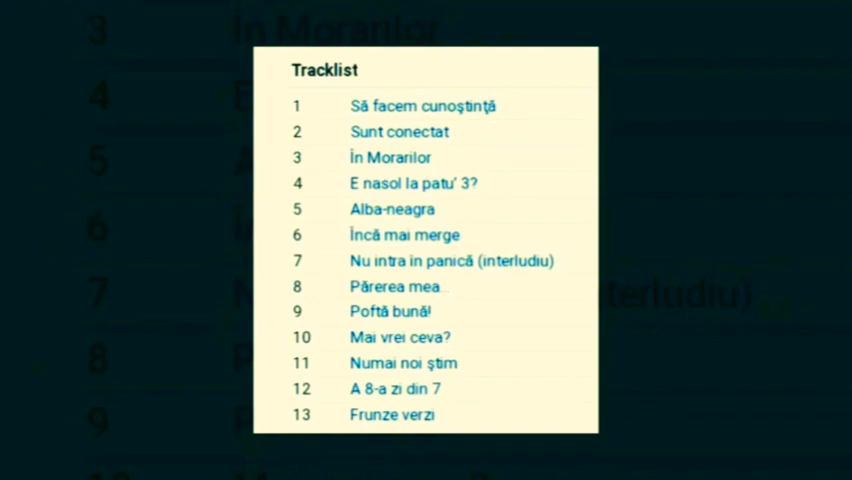 Tracklist
1 Să facem cunoştinţă
2 Sunt conectat
3 În Morarilor
4 E nasol la patu' 3?
5 Alba-neagra
6 Încă mai merge
7 Nu intra în panică (interludiu)
8 Părerea mea...
9 Poftă bună!
10 Mai vrei ceva?
11 Numai noi ştim
12 A 8-a zi din 7
13 Frunze verzi